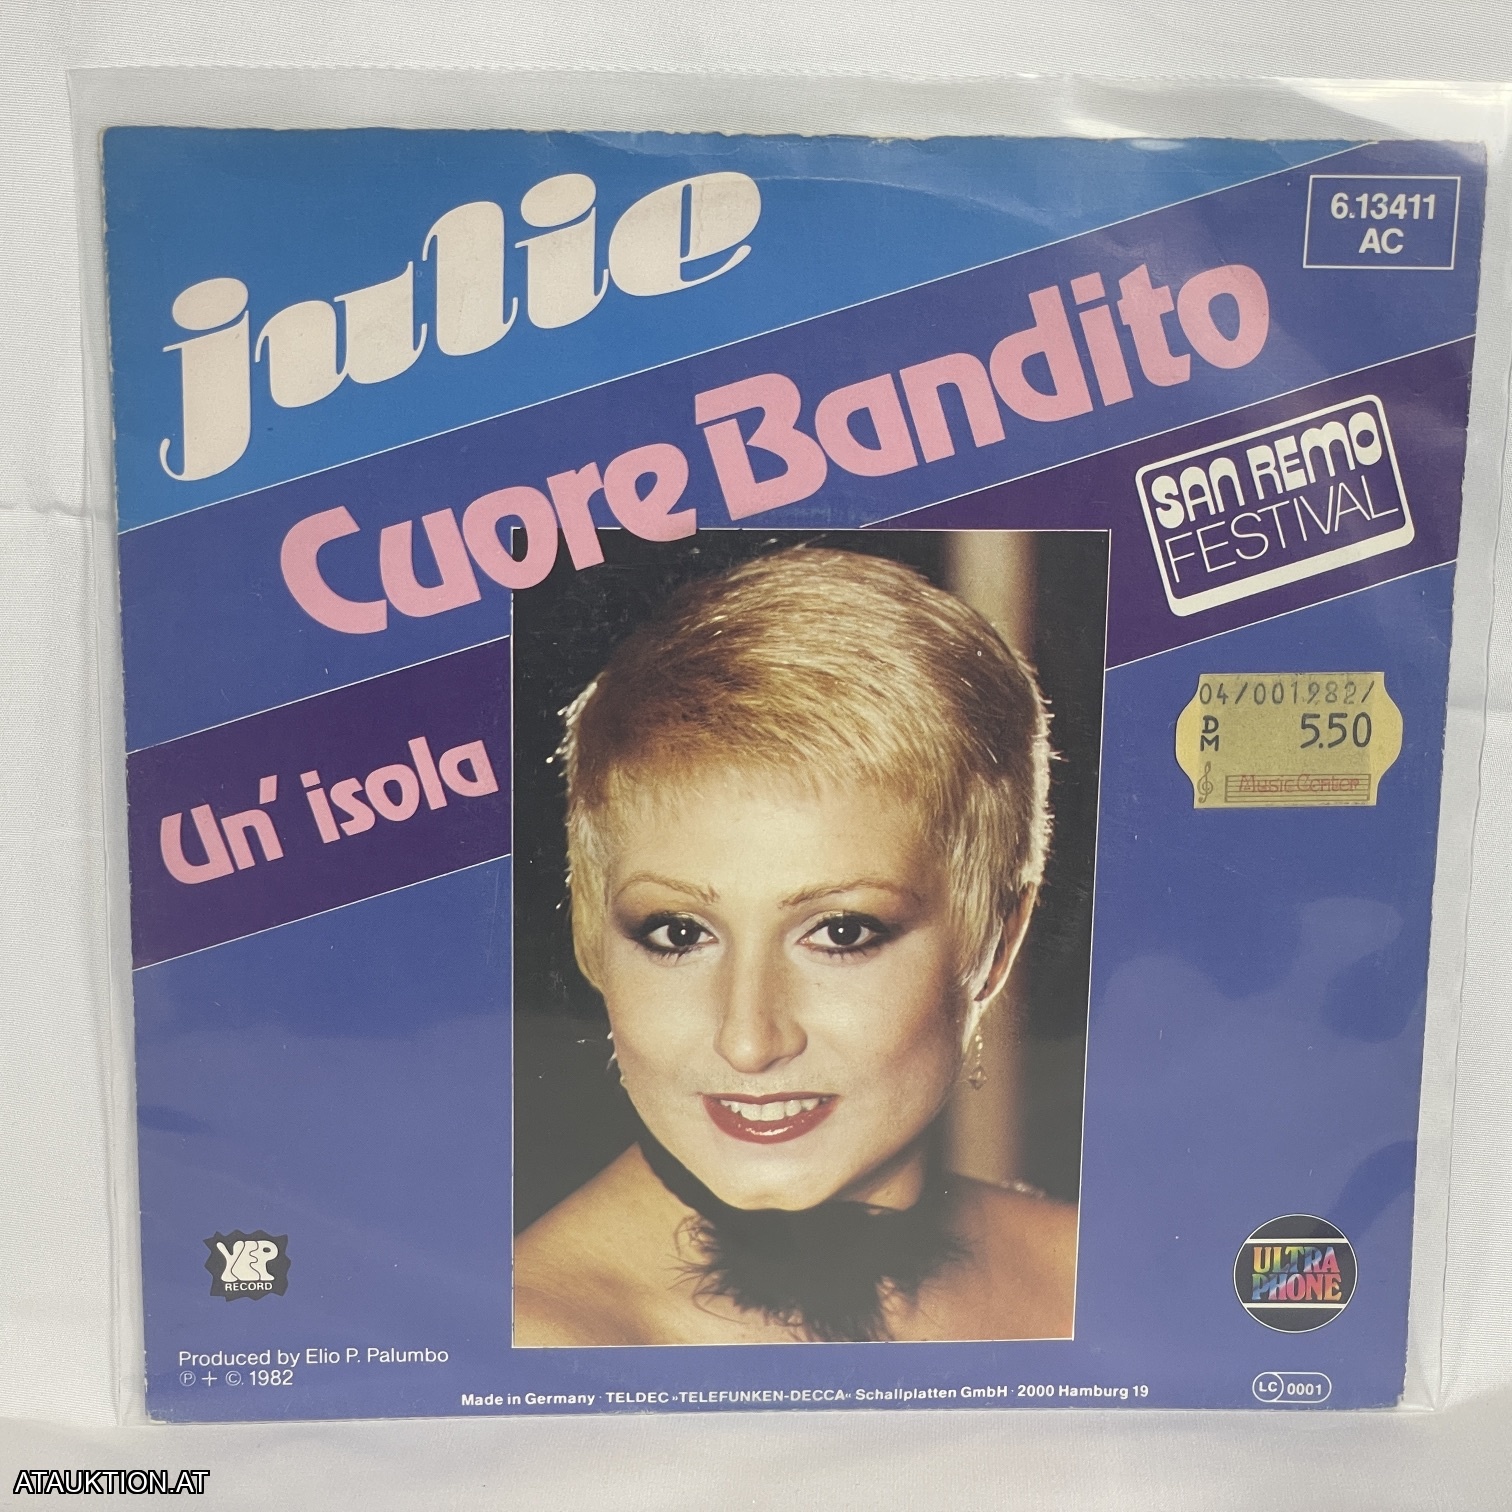 julie
6.13411
AC
Cuore Bandito
SAN REMO
FESTIVAL
04/001982/
DM 5.50
Music Center
Un' isola
YEP
RECORD
ULTRA
PHONE
Produced by Elio P. Palumbo
℗ + ©. 1982
Made in Germany · TELDEC »TELEFUNKEN-DECCA« Schallplatten GmbH · 2000 Hamburg 19
LC 0001
ATAUKTION.AT